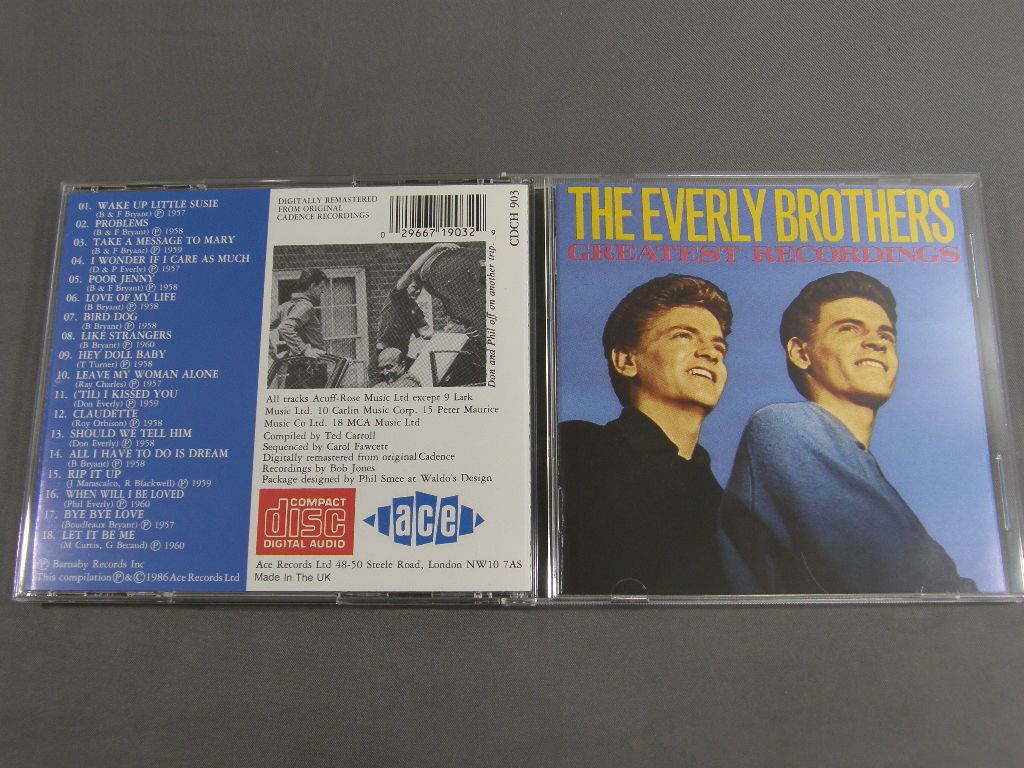 01. WAKE UP LITTLE SUSIE
(B & F Bryant) Ⓟ 1957
02. PROBLEMS
(B & F Bryant) Ⓟ 1958
03. TAKE A MESSAGE TO MARY
(B & F Bryant) Ⓟ 1959
04. I WONDER IF I CARE AS MUCH
(D & P Everly) Ⓟ 1957
05. POOR JENNY
(B & F Bryant) Ⓟ 1958
06. LOVE OF MY LIFE
(B Bryant) Ⓟ 1958
07. BIRD DOG
(B Bryant) Ⓟ 1958
08. LIKE STRANGERS
(B Bryant) Ⓟ 1960
09. HEY DOLL BABY
(T Turner) Ⓟ 1958
10. LEAVE MY WOMAN ALONE
(Ray Charles) Ⓟ 1957
11. ('TIL) I KISSED YOU
(Don Everly) Ⓟ 1959
12. CLAUDETTE
(Roy Orbison) Ⓟ 1958
13. SHOULD WE TELL HIM
(Don Everly) Ⓟ 1958
14. ALL I HAVE TO DO IS DREAM
(B Bryant) Ⓟ 1958
15. RIP IT UP
(J Marascalco, R Blackwell) Ⓟ 1959
16. WHEN WILL I BE LOVED
(Phil Everly) Ⓟ 1960
17. BYE BYE LOVE
(Boudleaux Bryant) Ⓟ 1957
18. LET IT BE ME
(M Curtis, G Becand) Ⓟ 1960
Ⓟ Barnaby Records Inc
This compilation Ⓟ & © 1986 Ace Records Ltd
DIGITALLY REMASTERED
FROM ORIGINAL
CADENCE RECORDINGS
0 29667 19032 9
CDCH 903
Don and Phil off on another trip.
All tracks Acuff-Rose Music Ltd except 9 Lark
Music Ltd. 10 Carlin Music Corp. 15 Peter Maurice
Music Co Ltd. 18 MCA Music Ltd
Compiled by Ted Carroll
Sequenced by Carol Fawcett
Digitally remastered from original Cadence
Recordings by Bob Jones
Package designed by Phil Smee at Waldo's Design
COMPACT
disc
DIGITAL AUDIO
ace
Ace Records Ltd 48-50 Steele Road, London NW10 7AS
Made In The UK
THE EVERLY BROTHERS
GREATEST RECORDINGS